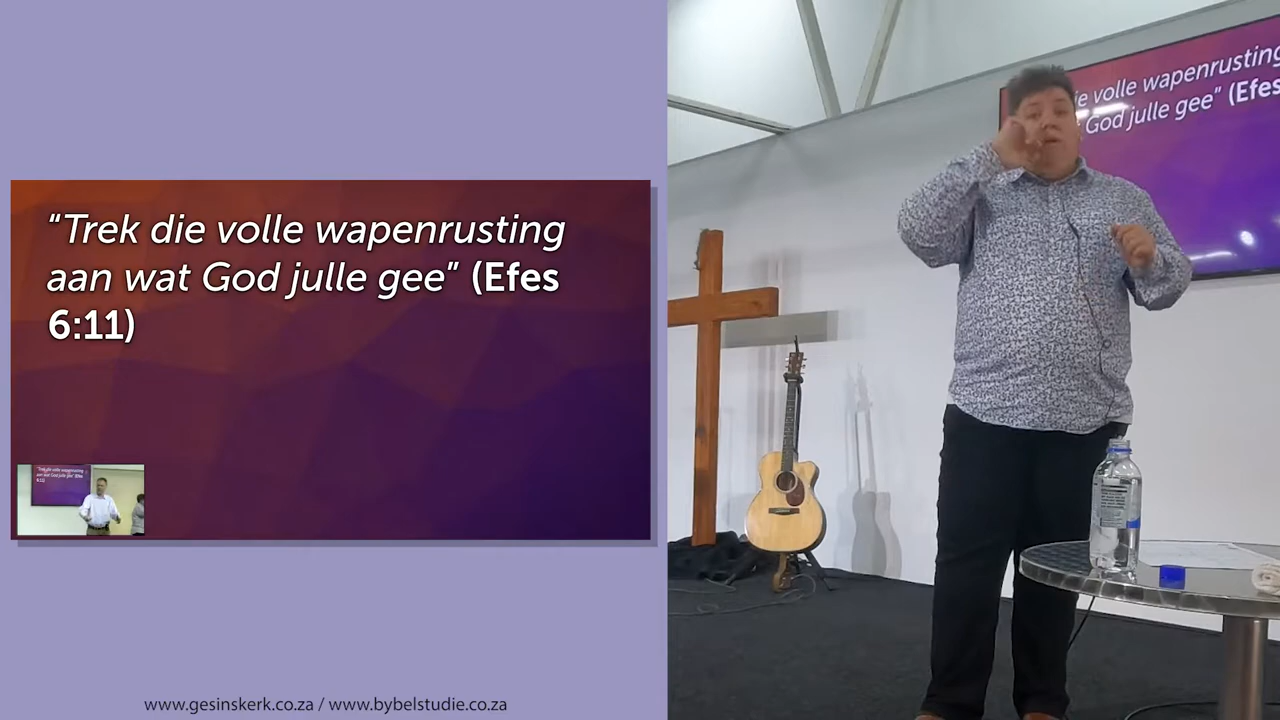 “Trek die volle wapenrusting
aan wat God julle gee” (Efes
6:11)
www.gesinskerk.co.za / www.bybelstudie.co.za
die volle wapenrusting
God julle gee” (Efes